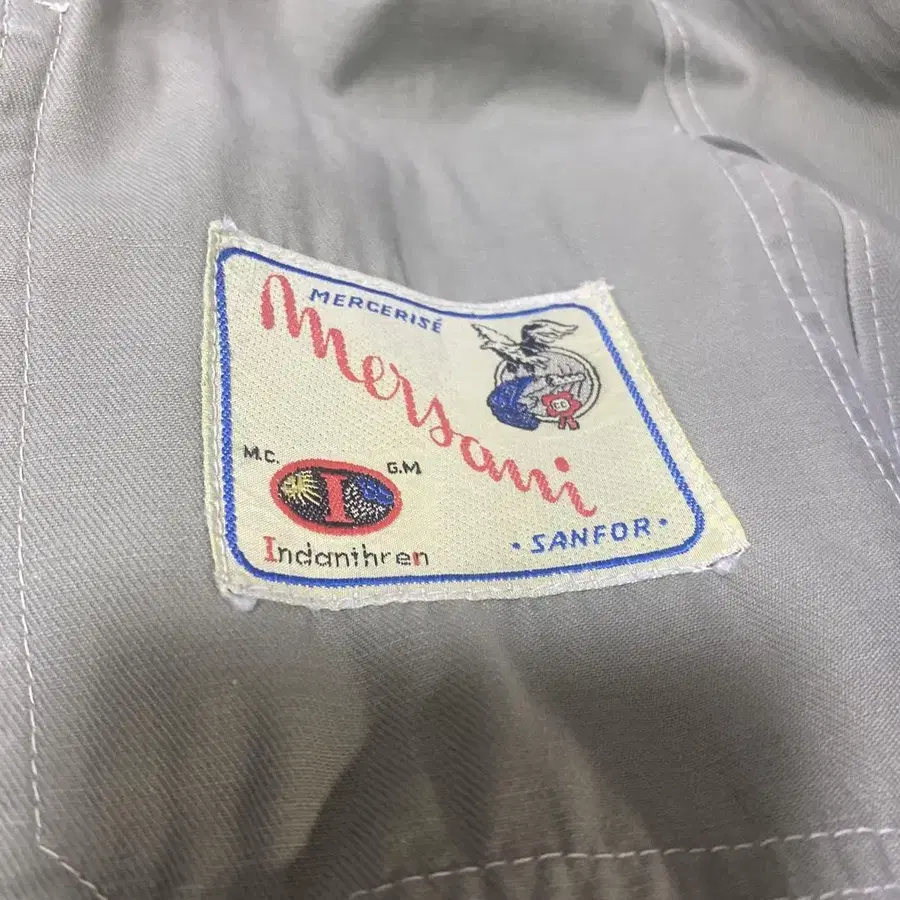 MERCERISÉ
Mersani
M.C.
G.M
I
Indanthren
• SANFOR •